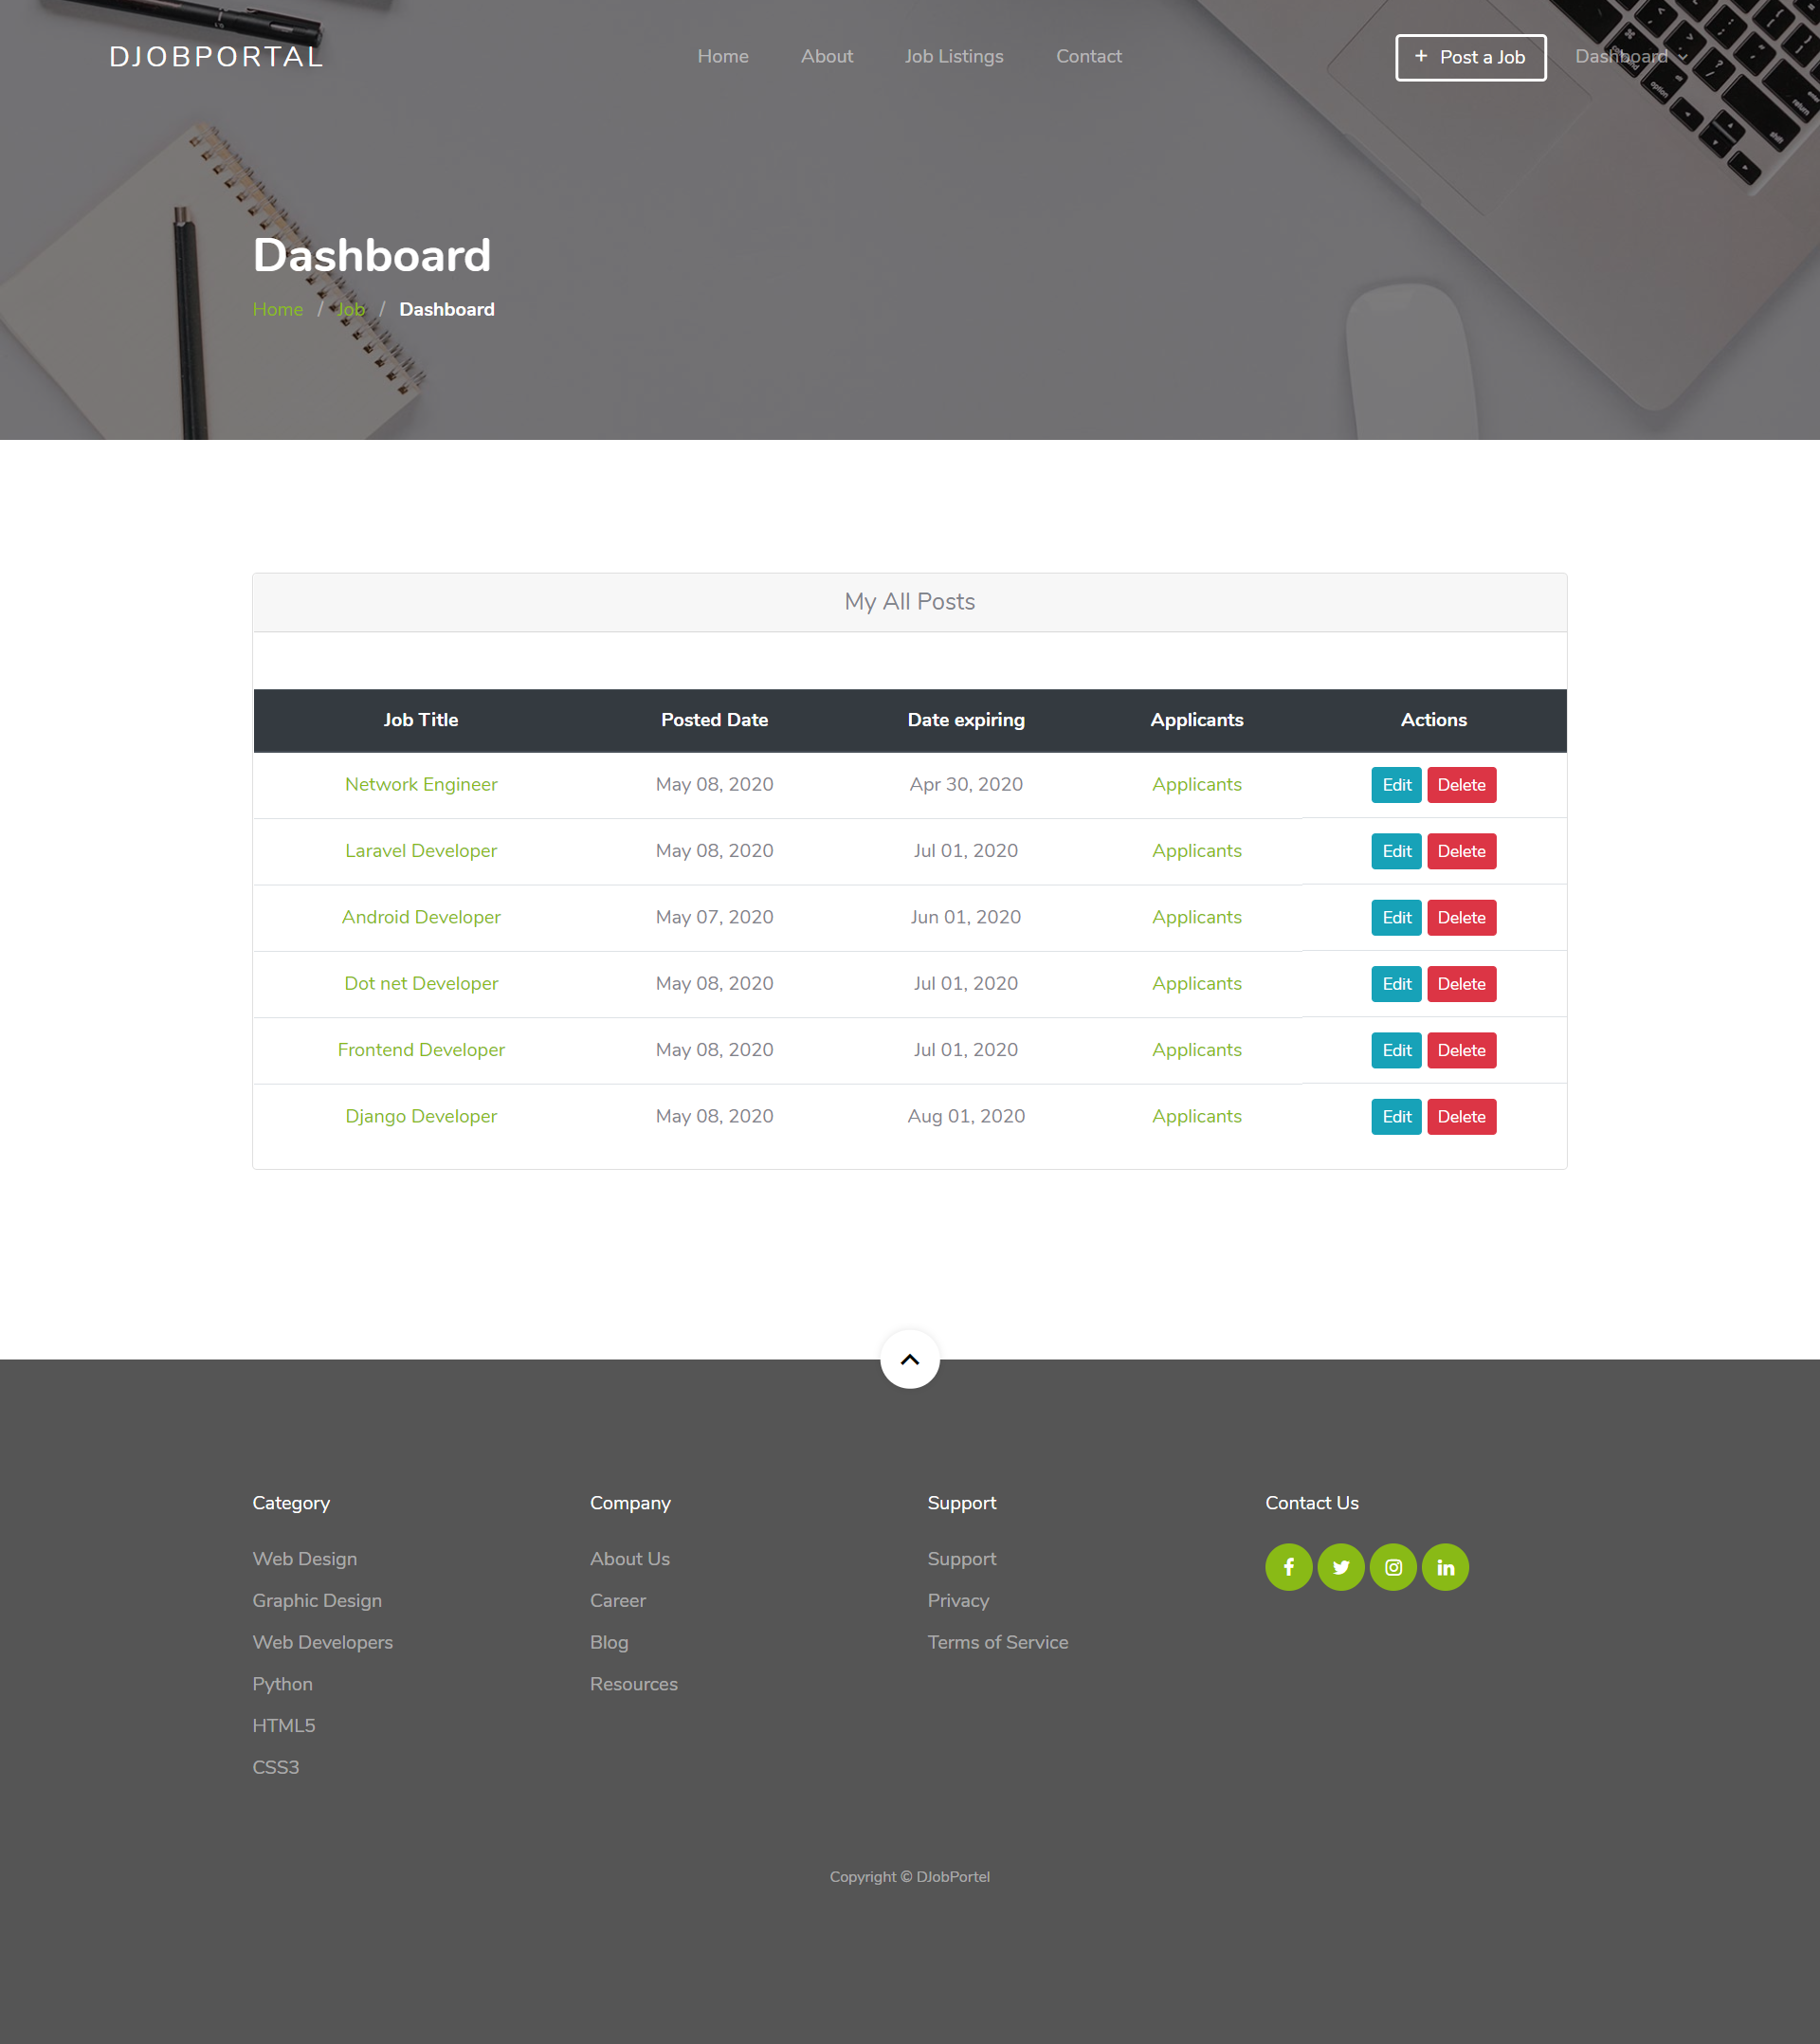 DJOBPORTAL
Home About Job Listings Contact
+ Post a Job
Dashboard
Dashboard
Home / Job / Dashboard
My All Posts
Job Title Posted Date Date expiring Applicants Actions
Network Engineer May 08, 2020 Apr 30, 2020 Applicants Edit Delete
Laravel Developer May 08, 2020 Jul 01, 2020 Applicants Edit Delete
Android Developer May 07, 2020 Jun 01, 2020 Applicants Edit Delete
Dot net Developer May 08, 2020 Jul 01, 2020 Applicants Edit Delete
Frontend Developer May 08, 2020 Jul 01, 2020 Applicants Edit Delete
Django Developer May 08, 2020 Aug 01, 2020 Applicants Edit Delete
Category
Web Design
Graphic Design
Web Developers
Python
HTML5
CSS3
Company
About Us
Career
Blog
Resources
Support
Support
Privacy
Terms of Service
Contact Us
Copyright © DJobPortel